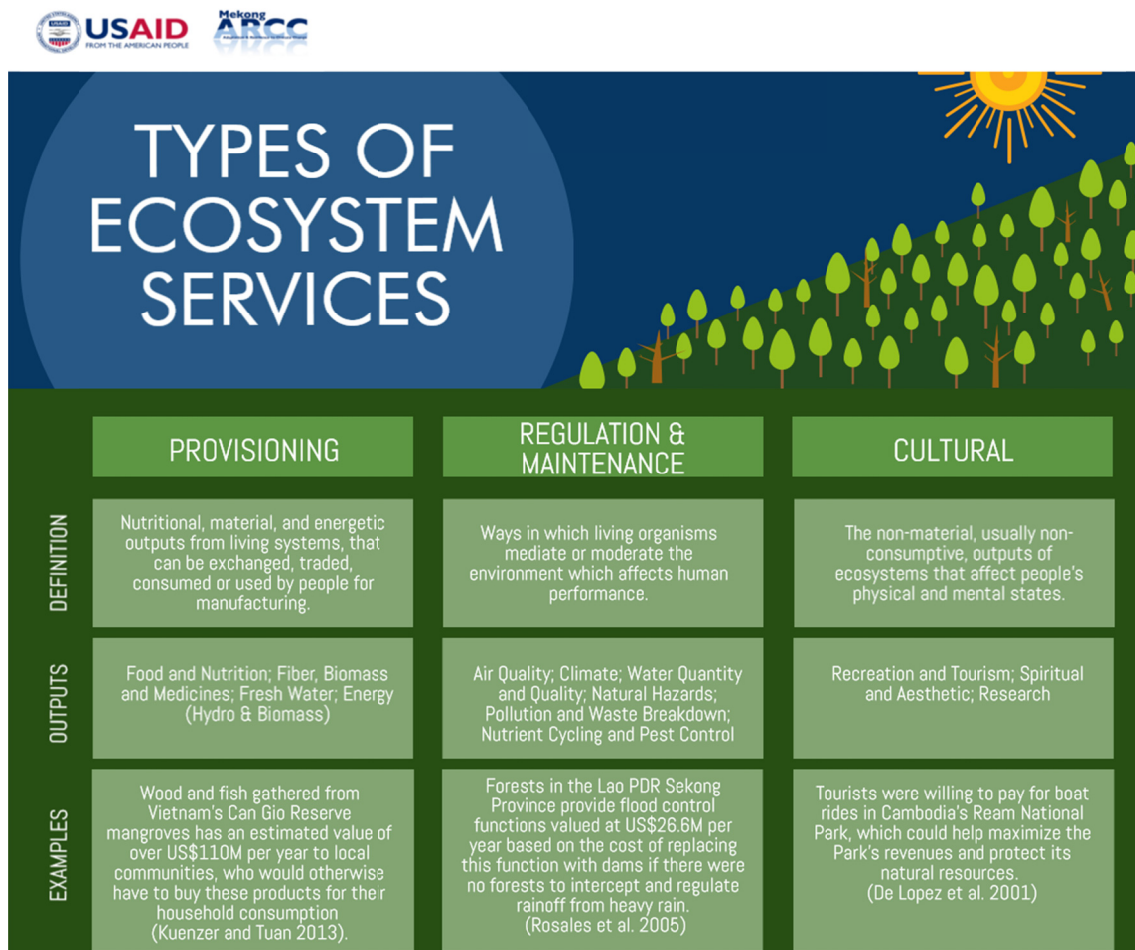 USAID
FROM THE AMERICAN PEOPLE
Mekong
ARCC
TYPES OF
ECOSYSTEM
SERVICES
PROVISIONING
REGULATION &
MAINTENANCE
CULTURAL
DEFINITION
Nutritional, material, and energetic
outputs from living systems, that
can be exchanged, traded,
consumed or used by people for
manufacturing.
Ways in which living organisms
mediate or moderate the
environment which affects human
performance.
The non-material, usually non-
consumptive, outputs of
ecosystems that affect people's
physical and mental states.
OUTPUTS
Food and Nutrition; Fiber, Biomass
and Medicines; Fresh Water; Energy
(Hydro & Biomass)
Air Quality; Climate; Water Quantity
and Quality; Natural Hazards;
Pollution and Waste Breakdown;
Nutrient Cycling and Pest Control
Recreation and Tourism; Spiritual
and Aesthetic; Research
EXAMPLES
Wood and fish gathered from
Vietnam's Can Gio Reserve
mangroves has an estimated value of
over US$110M per year to local
communities, who would otherwise
have to buy these products for their
household consumption
(Kuenzer and Tuan 2013).
Forests in the Lao PDR Sekong
Province provide flood control
functions valued at US$26.6M per
year based on the cost of replacing
this function with dams if there were
no forests to intercept and regulate
rainoff from heavy rain.
(Rosales et al. 2005)
Tourists were willing to pay for boat
rides in Cambodia's Ream National
Park, which could help maximize the
Park's revenues and protect its
natural resources.
(De Lopez et al. 2001)